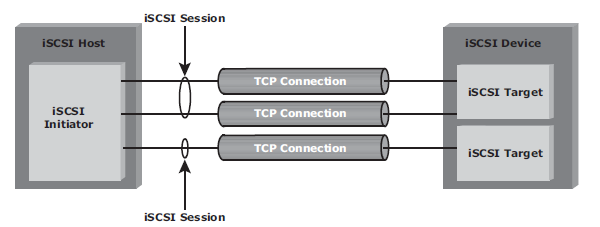 iSCSI Session
iSCSI Host
iSCSI Device
iSCSI
Initiator
TCP Connection
TCP Connection
TCP Connection
iSCSI Target
iSCSI Target
iSCSI Session